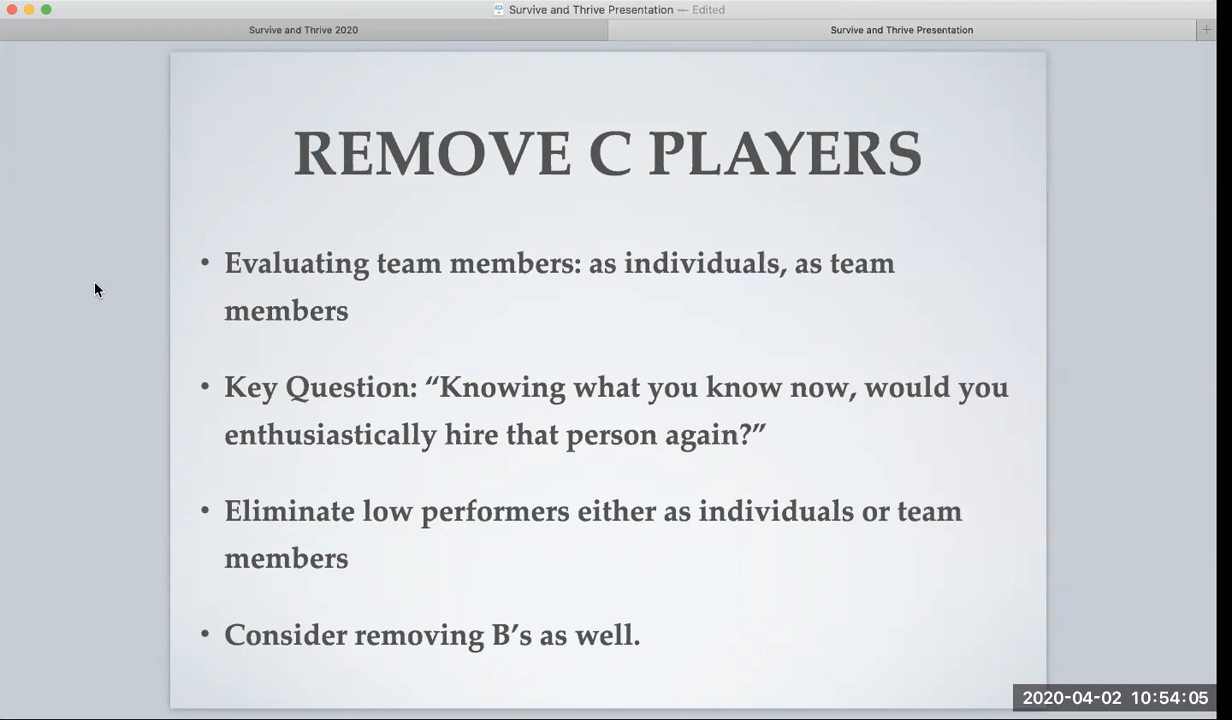 Survive and Thrive Presentation — Edited
Survive and Thrive 2020
Survive and Thrive Presentation
REMOVE C PLAYERS
• Evaluating team members: as individuals, as team
members
• Key Question: “Knowing what you know now, would you
enthusiastically hire that person again?”
• Eliminate low performers either as individuals or team
members
• Consider removing B’s as well.
2020-04-02 10:54:05